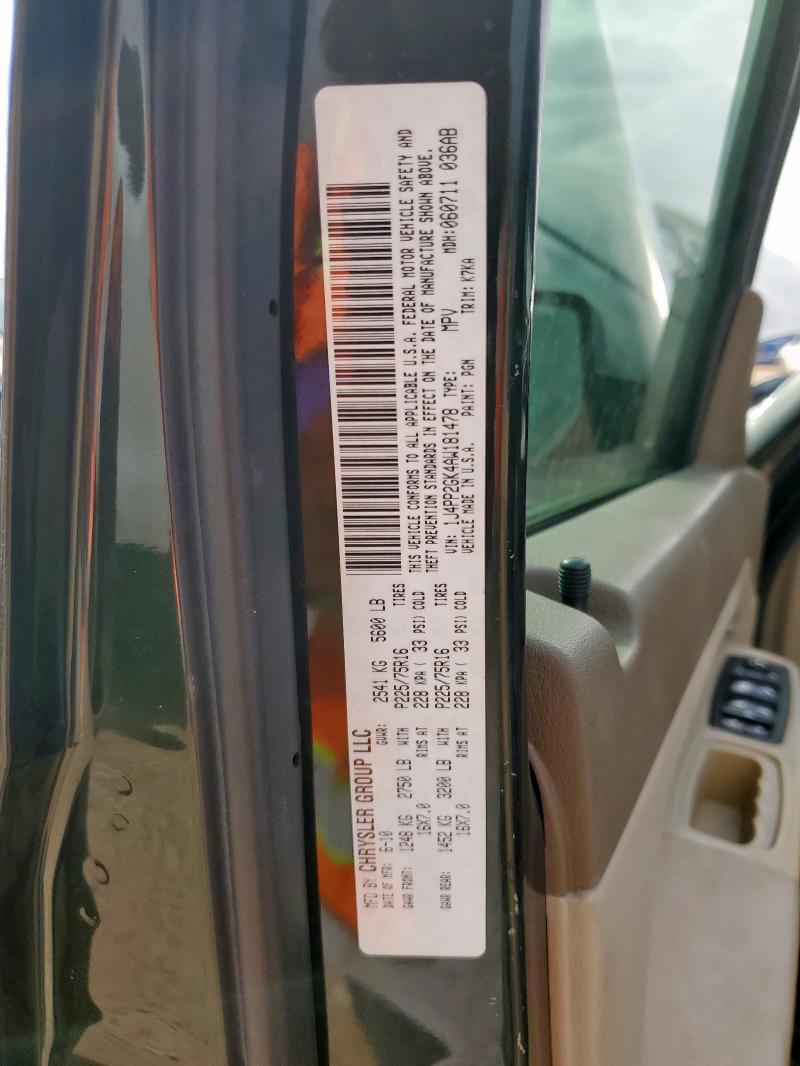 MFD BY CHRYSLER GROUP LLC
DATE OF MFR: 6-10 GVWR: 2541 KG 5600 LB
GAWR FRONT: 1248 KG 2750 LB WITH P225/75R16 TIRES
16X7.0 RIMS AT 228 KPA ( 33 PSI) COLD
GAWR REAR: 1452 KG 3200 LB WITH P225/75R16 TIRES
16X7.0 RIMS AT 228 KPA ( 33 PSI) COLD
THIS VEHICLE CONFORMS TO ALL APPLICABLE U.S.A. FEDERAL MOTOR VEHICLE SAFETY AND
THEFT PREVENTION STANDARDS IN EFFECT ON THE DATE OF MANUFACTURE SHOWN ABOVE.
VIN: 1J4PP2GK4AW181478 TYPE: MPV MDH:060711 036AB
VEHICLE MADE IN U.S.A. PAINT: PGN TRIM: K7KA